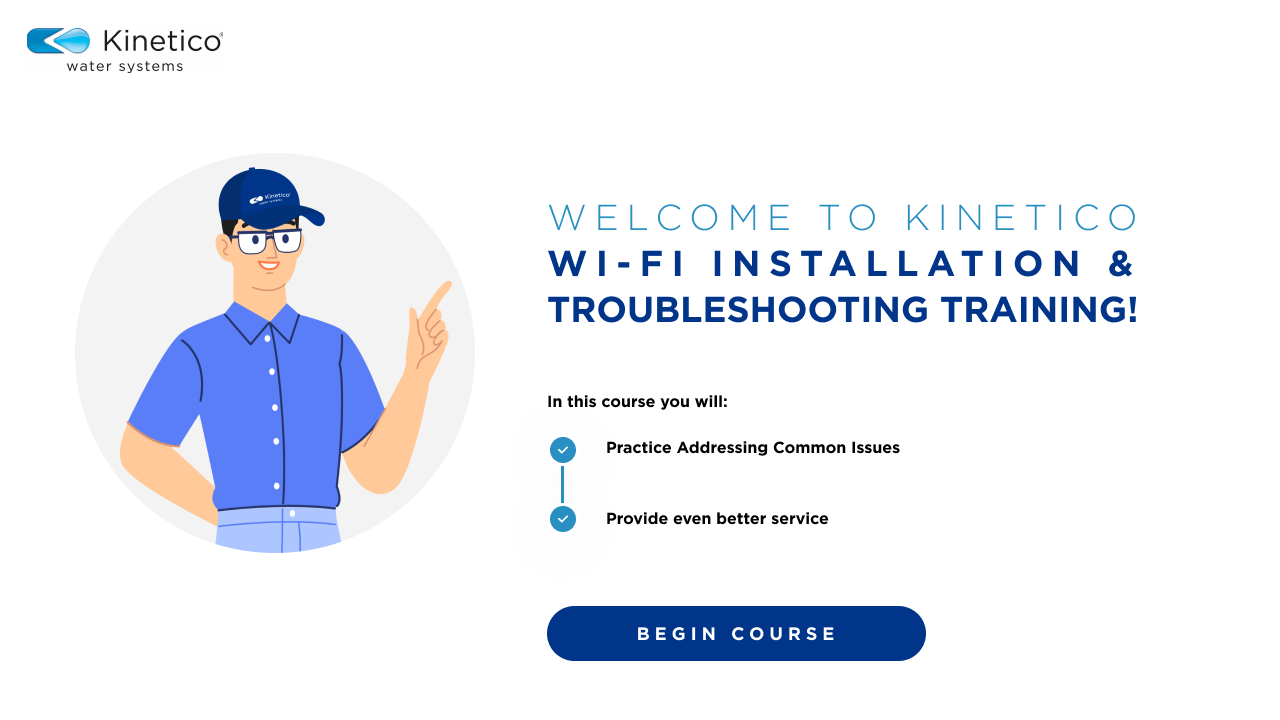 Kinetico®
water systems
Kinetico®
water systems
WELCOME TO KINETICO
WI-FI INSTALLATION &
TROUBLESHOOTING TRAINING!
In this course you will:
Practice Addressing Common Issues
Provide even better service
BEGIN COURSE